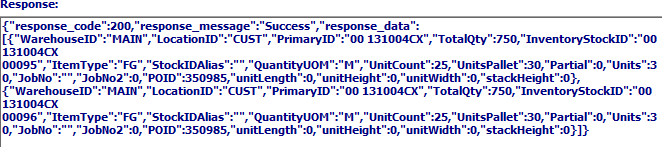 Response:
{"response_code":200,"response_message":"Success","response_data":
[{"WarehouseID":"MAIN","LocationID":"CUST","PrimaryID":"00 131004CX","TotalQty":750,"InventoryStockID":"00
131004CX
00095","ItemType":"FG","StockIDAlias":"","QuantityUOM":"M","UnitCount":25,"UnitsPallet":30,"Partial":0,"Units":3
0,"JobNo":"","JobNo2":0,"POID":350985,"unitLength":0,"unitHeight":0,"unitWidth":0,"stackHeight":0},
{"WarehouseID":"MAIN","LocationID":"CUST","PrimaryID":"00 131004CX","TotalQty":750,"InventoryStockID":"00
131004CX
00096","ItemType":"FG","StockIDAlias":"","QuantityUOM":"M","UnitCount":25,"UnitsPallet":30,"Partial":0,"Units":3
0,"JobNo":"","JobNo2":0,"POID":350985,"unitLength":0,"unitHeight":0,"unitWidth":0,"stackHeight":0}]}